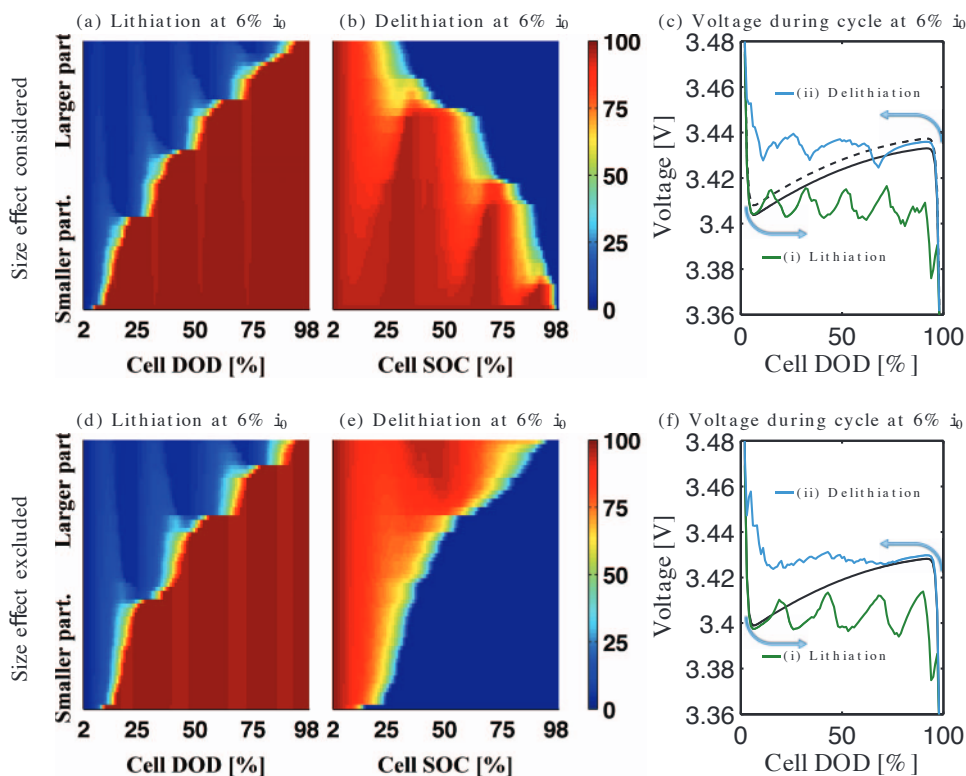 (a) Lithiation at 6% i₀
(b) Delithiation at 6% i₀
(c) Voltage during cycle at 6% i₀
Size effect considered
Larger part
Smaller part.
2 25 50 75 98
Cell DOD [%]
2 25 50 75 98
Cell SOC [%]
100
75
50
25
0
Voltage [V]
3.48
3.46
3.44
3.42
3.4
3.38
3.36
(ii) Delithiation
(i) Lithiation
0 50 100
Cell DOD [%]
(d) Lithiation at 6% i₀
(e) Delithiation at 6% i₀
(f) Voltage during cycle at 6% i₀
Size effect excluded
Larger part
Smaller part.
2 25 50 75 98
Cell DOD [%]
2 25 50 75 98
Cell SOC [%]
100
75
50
25
0
Voltage [V]
3.48
3.46
3.44
3.42
3.4
3.38
3.36
(ii) Delithiation
(i) Lithiation
0 50 100
Cell DOD [%]